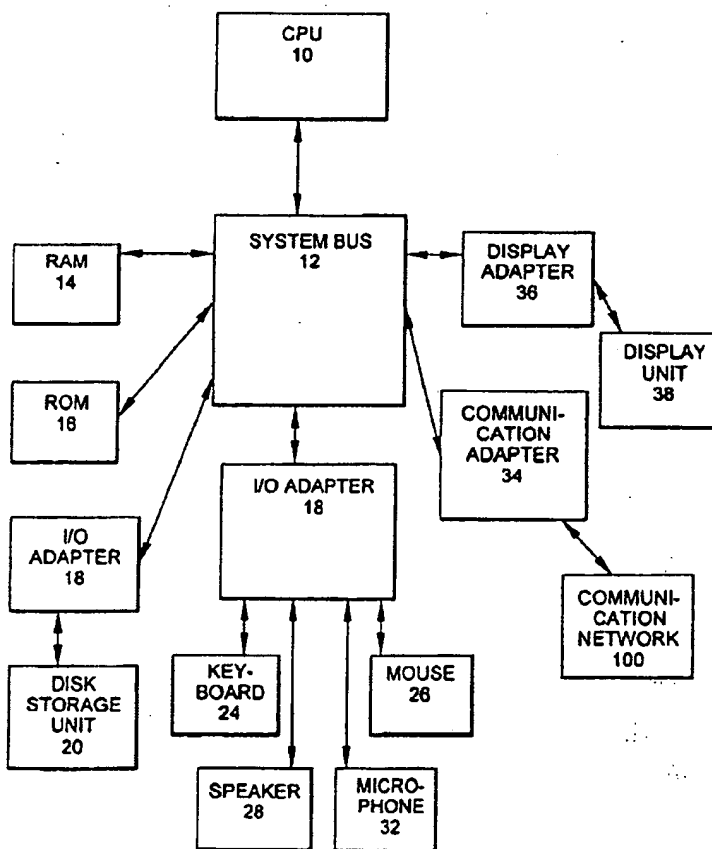 CPU
10
SYSTEM BUS
12
RAM
14
DISPLAY
ADAPTER
36
DISPLAY
UNIT
38
ROM
16
COMMUNI-
CATION
ADAPTER
34
I/O ADAPTER
18
I/O
ADAPTER
18
COMMUNI-
CATION
NETWORK
100
KEY-
BOARD
24
MOUSE
26
DISK
STORAGE
UNIT
20
SPEAKER
28
MICRO-
PHONE
32